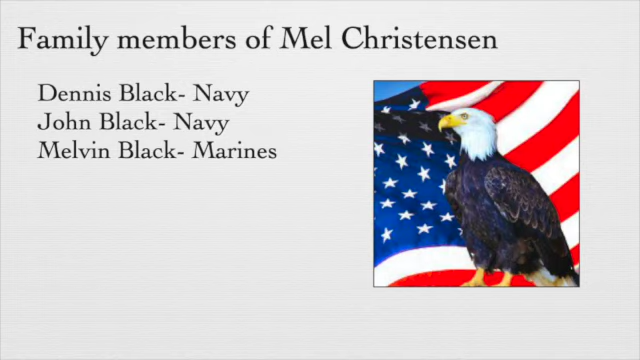 Family members of Mel Christensen
Dennis Black- Navy
John Black- Navy
Melvin Black- Marines